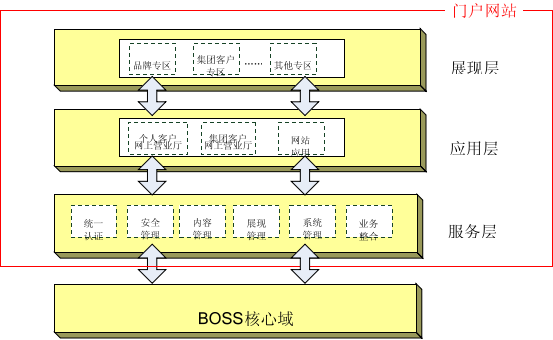 门户网站
品牌专区
集团客户
专区
......
其他专区
展现层
个人客户
网上营业厅
集团客户
网上营业厅
网站
应用
应用层
统一
认证
安全
管理
内容
管理
展现
管理
系统
管理
业务
整合
服务层
BOSS核心域